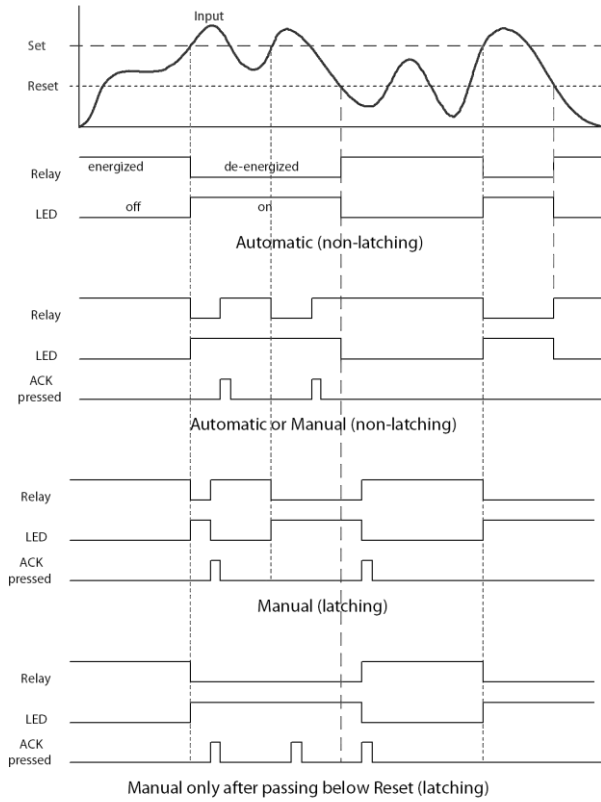 Input
Set
Reset
energized
de-energized
Relay
off
on
LED
Automatic (non-latching)
Relay
LED
ACK
pressed
Automatic or Manual (non-latching)
Relay
LED
ACK
pressed
Manual (latching)
Relay
LED
ACK
pressed
Manual only after passing below Reset (latching)